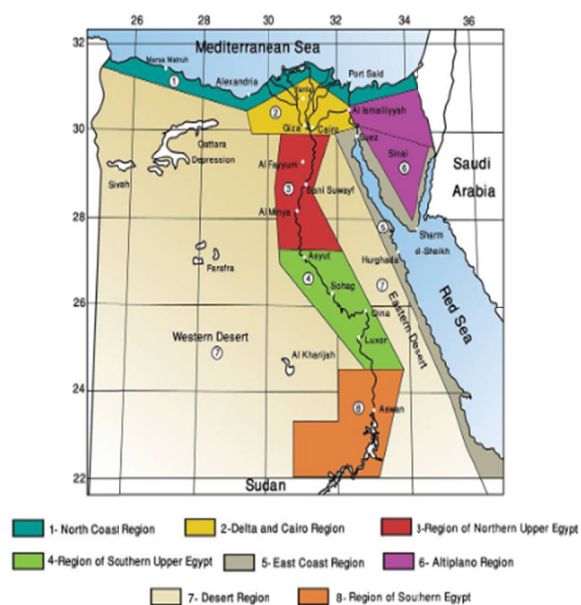 32
Mediterranean Sea
32
34
36
28
30
Marsa Matruh
1
Alexandria
Port Said
Tanta
2
Al Ismailiyyah
30
Giza
Cairo
Suez
Qattara
Depression
Sinai
6
Saudi
Arabia
Sivah
Al Fayyum
3
Bani Suwayf
28
Al Minya
5
Sharm
el-Shaikh
Farafra
Asyut
Hurghada
4
7
Eastern Desert
Red Sea
26
Sohag
Qina
Western Desert
7
Luxor
Al Kharijah
24
8
Aswan
22
Sudan
1- North Coast Region
2-Delta and Cairo Region
3-Region of Northern Upper Egypt
4-Region of Southern Upper Egypt
5- East Coast Region
6- Altiplano Region
7- Desert Region
8- Region of Southern Egypt